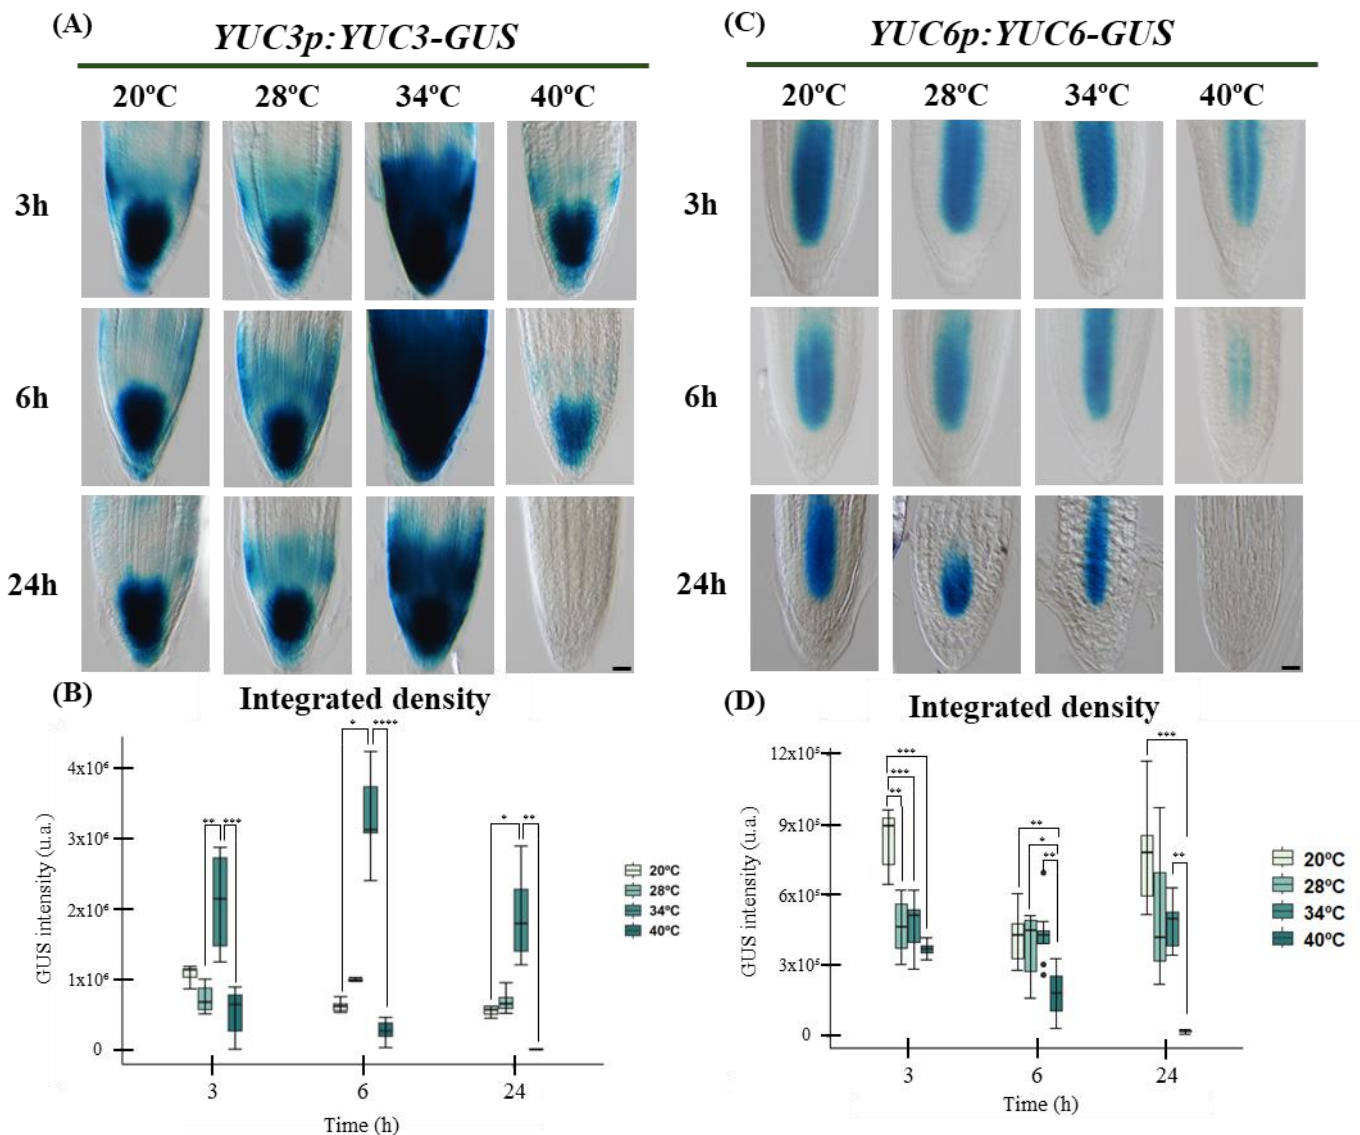 (A)
YUC3p:YUC3-GUS
20ºC 28ºC 34ºC 40ºC
3h
6h
24h
(B)
Integrated density
GUS intensity (u.a.)
4x10⁶
3x10⁶
2x10⁶
1x10⁶
0
** ***
* ****
* **
3 6 24
Time (h)
20ºC
28ºC
34ºC
40ºC
(C)
YUC6p:YUC6-GUS
20ºC 28ºC 34ºC 40ºC
3h
6h
24h
(D)
Integrated density
GUS intensity (u.a.)
12x10⁵
9x10⁵
6x10⁵
3x10⁵
0
***
***
**
**
*
**
***
**
3 6 24
Time (h)
20ºC
28ºC
34ºC
40ºC